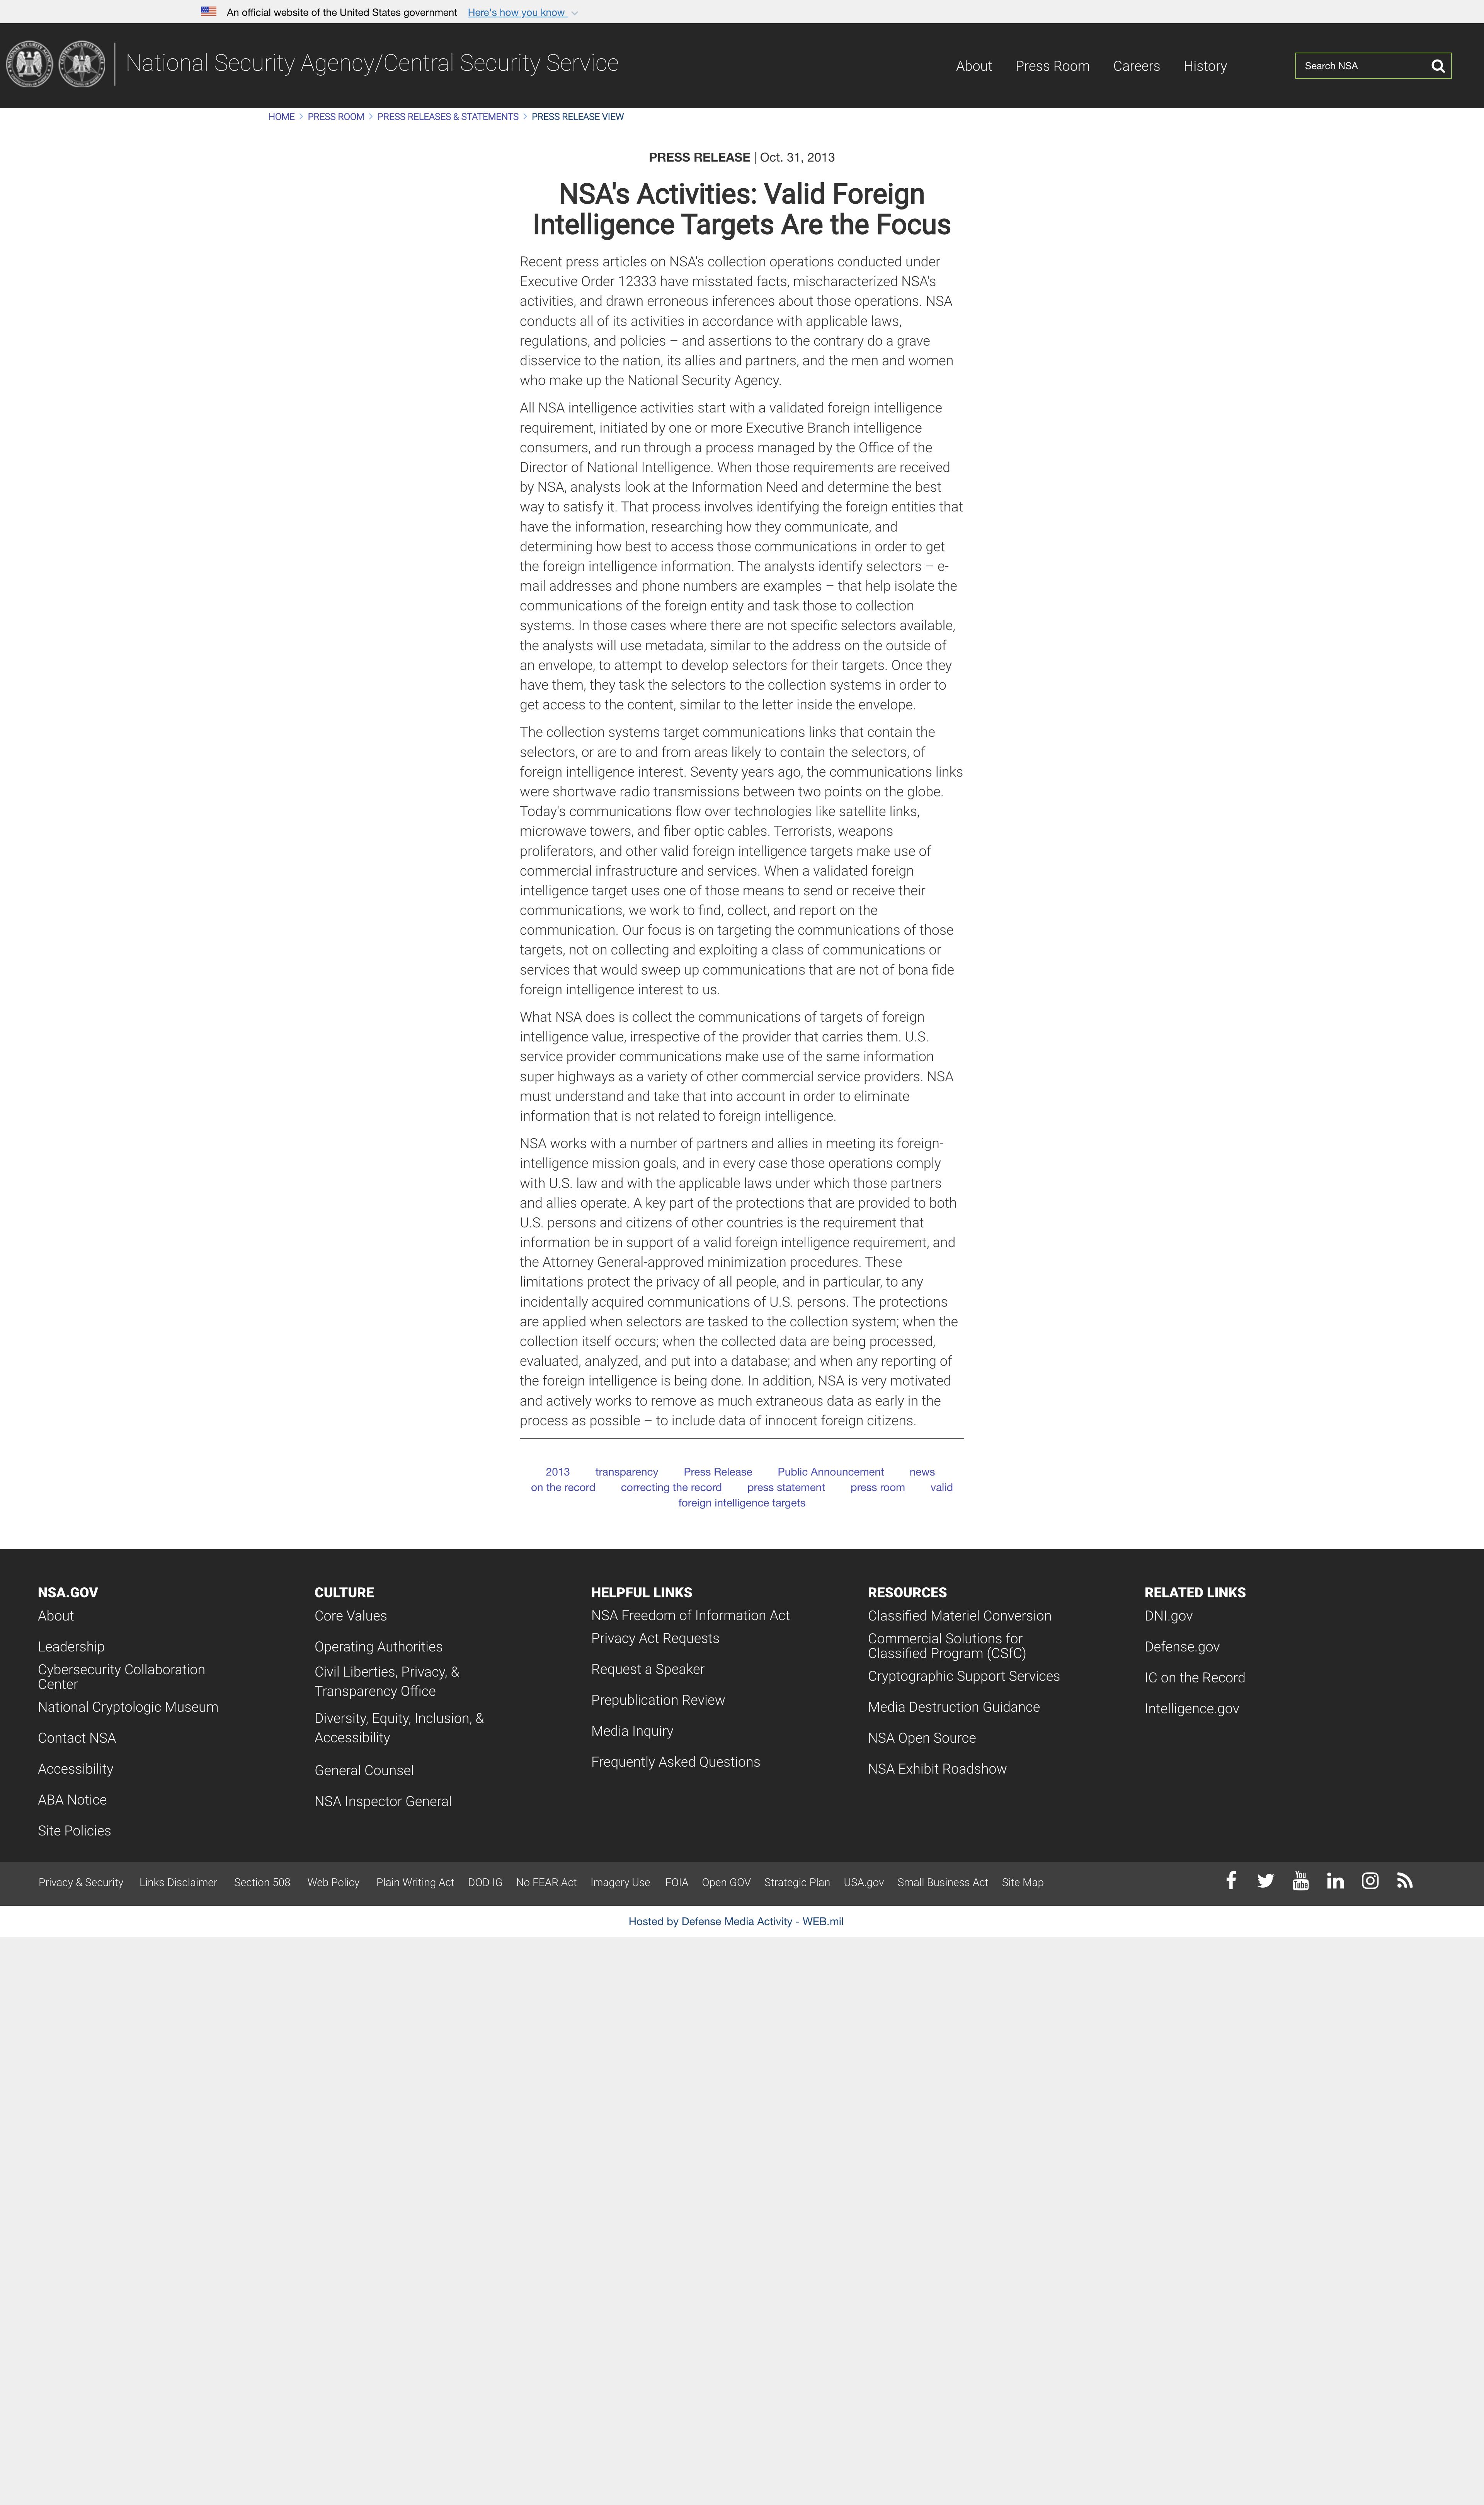 An official website of the United States government Here's how you know
National Security Agency/Central Security Service
About Press Room Careers History
Search NSA
HOME > PRESS ROOM > PRESS RELEASES & STATEMENTS > PRESS RELEASE VIEW
PRESS RELEASE | Oct. 31, 2013
NSA's Activities: Valid Foreign
Intelligence Targets Are the Focus
Recent press articles on NSA's collection operations conducted under
Executive Order 12333 have misstated facts, mischaracterized NSA's
activities, and drawn erroneous inferences about those operations. NSA
conducts all of its activities in accordance with applicable laws,
regulations, and policies – and assertions to the contrary do a grave
disservice to the nation, its allies and partners, and the men and women
who make up the National Security Agency.
All NSA intelligence activities start with a validated foreign intelligence
requirement, initiated by one or more Executive Branch intelligence
consumers, and run through a process managed by the Office of the
Director of National Intelligence. When those requirements are received
by NSA, analysts look at the Information Need and determine the best
way to satisfy it. That process involves identifying the foreign entities that
have the information, researching how they communicate, and
determining how best to access those communications in order to get
the foreign intelligence information. The analysts identify selectors – e-
mail addresses and phone numbers are examples – that help isolate the
communications of the foreign entity and task those to collection
systems. In those cases where there are not specific selectors available,
the analysts will use metadata, similar to the address on the outside of
an envelope, to attempt to develop selectors for their targets. Once they
have them, they task the selectors to the collection systems in order to
get access to the content, similar to the letter inside the envelope.
The collection systems target communications links that contain the
selectors, or are to and from areas likely to contain the selectors, of
foreign intelligence interest. Seventy years ago, the communications links
were shortwave radio transmissions between two points on the globe.
Today's communications flow over technologies like satellite links,
microwave towers, and fiber optic cables. Terrorists, weapons
proliferators, and other valid foreign intelligence targets make use of
commercial infrastructure and services. When a validated foreign
intelligence target uses one of those means to send or receive their
communications, we work to find, collect, and report on the
communication. Our focus is on targeting the communications of those
targets, not on collecting and exploiting a class of communications or
services that would sweep up communications that are not of bona fide
foreign intelligence interest to us.
What NSA does is collect the communications of targets of foreign
intelligence value, irrespective of the provider that carries them. U.S.
service provider communications make use of the same information
super highways as a variety of other commercial service providers. NSA
must understand and take that into account in order to eliminate
information that is not related to foreign intelligence.
NSA works with a number of partners and allies in meeting its foreign-
intelligence mission goals, and in every case those operations comply
with U.S. law and with the applicable laws under which those partners
and allies operate. A key part of the protections that are provided to both
U.S. persons and citizens of other countries is the requirement that
information be in support of a valid foreign intelligence requirement, and
the Attorney General-approved minimization procedures. These
limitations protect the privacy of all people, and in particular, to any
incidentally acquired communications of U.S. persons. The protections
are applied when selectors are tasked to the collection system; when the
collection itself occurs; when the collected data are being processed,
evaluated, analyzed, and put into a database; and when any reporting of
the foreign intelligence is being done. In addition, NSA is very motivated
and actively works to remove as much extraneous data as early in the
process as possible – to include data of innocent foreign citizens.
2013 transparency Press Release Public Announcement news
on the record correcting the record press statement press room valid
foreign intelligence targets
NSA.GOV
About
Leadership
Cybersecurity Collaboration
Center
National Cryptologic Museum
Contact NSA
Accessibility
ABA Notice
Site Policies
CULTURE
Core Values
Operating Authorities
Civil Liberties, Privacy, &
Transparency Office
Diversity, Equity, Inclusion, &
Accessibility
General Counsel
NSA Inspector General
HELPFUL LINKS
NSA Freedom of Information Act
Privacy Act Requests
Request a Speaker
Prepublication Review
Media Inquiry
Frequently Asked Questions
RESOURCES
Classified Materiel Conversion
Commercial Solutions for
Classified Program (CSfC)
Cryptographic Support Services
Media Destruction Guidance
NSA Open Source
NSA Exhibit Roadshow
RELATED LINKS
DNI.gov
Defense.gov
IC on the Record
Intelligence.gov
Privacy & Security Links Disclaimer Section 508 Web Policy Plain Writing Act DOD IG No FEAR Act Imagery Use FOIA Open GOV Strategic Plan USA.gov Small Business Act Site Map
You Tube
Hosted by Defense Media Activity - WEB.mil